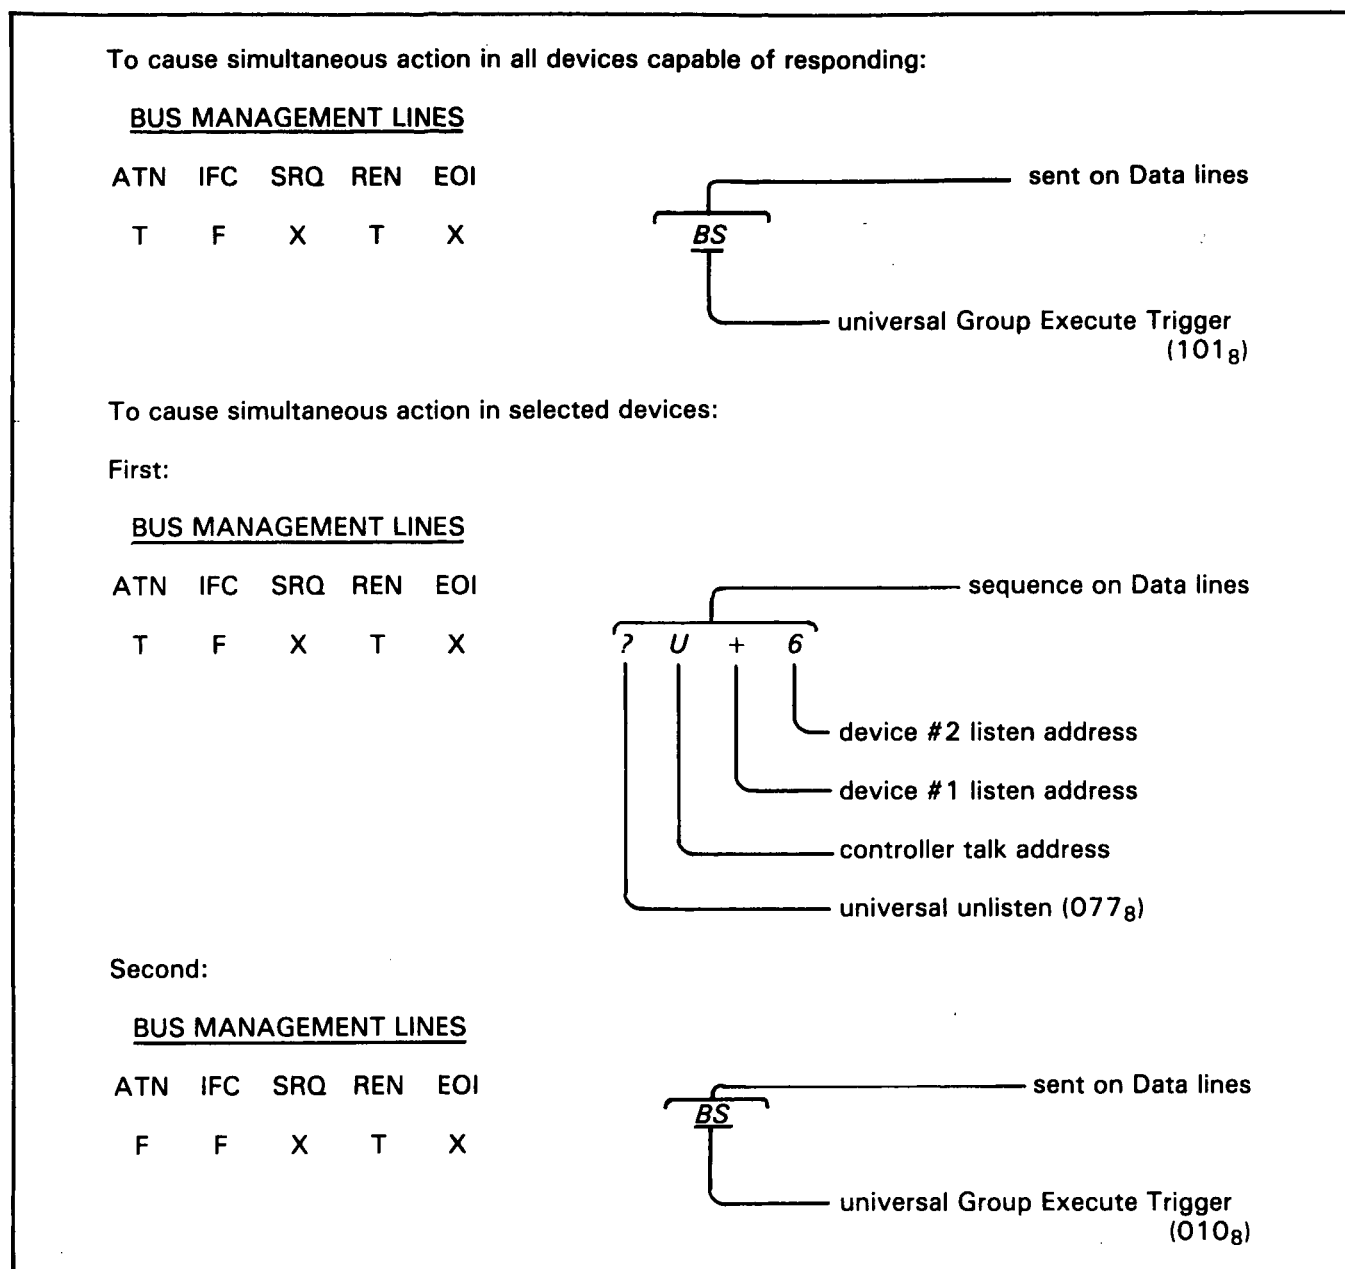 To cause simultaneous action in all devices capable of responding:
BUS MANAGEMENT LINES
ATN IFC SRQ REN EOI
sent on Data lines
T F X T X
BS
universal Group Execute Trigger
(101₈)
To cause simultaneous action in selected devices:
First:
BUS MANAGEMENT LINES
ATN IFC SRQ REN EOI
sequence on Data lines
T F X T X
? U + 6
device #2 listen address
device #1 listen address
controller talk address
universal unlisten (077₈)
Second:
BUS MANAGEMENT LINES
ATN IFC SRQ REN EOI
sent on Data lines
BS
F F X T X
universal Group Execute Trigger
(010₈)